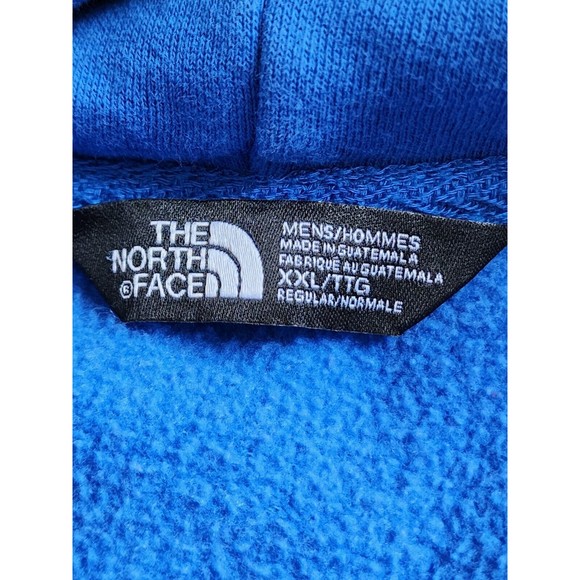 THE
NORTH
®FACE
MENS/HOMMES
MADE IN GUATEMALA
FABRIQUE AU GUATEMALA
XXL/TTG
REGULAR/NORMALE